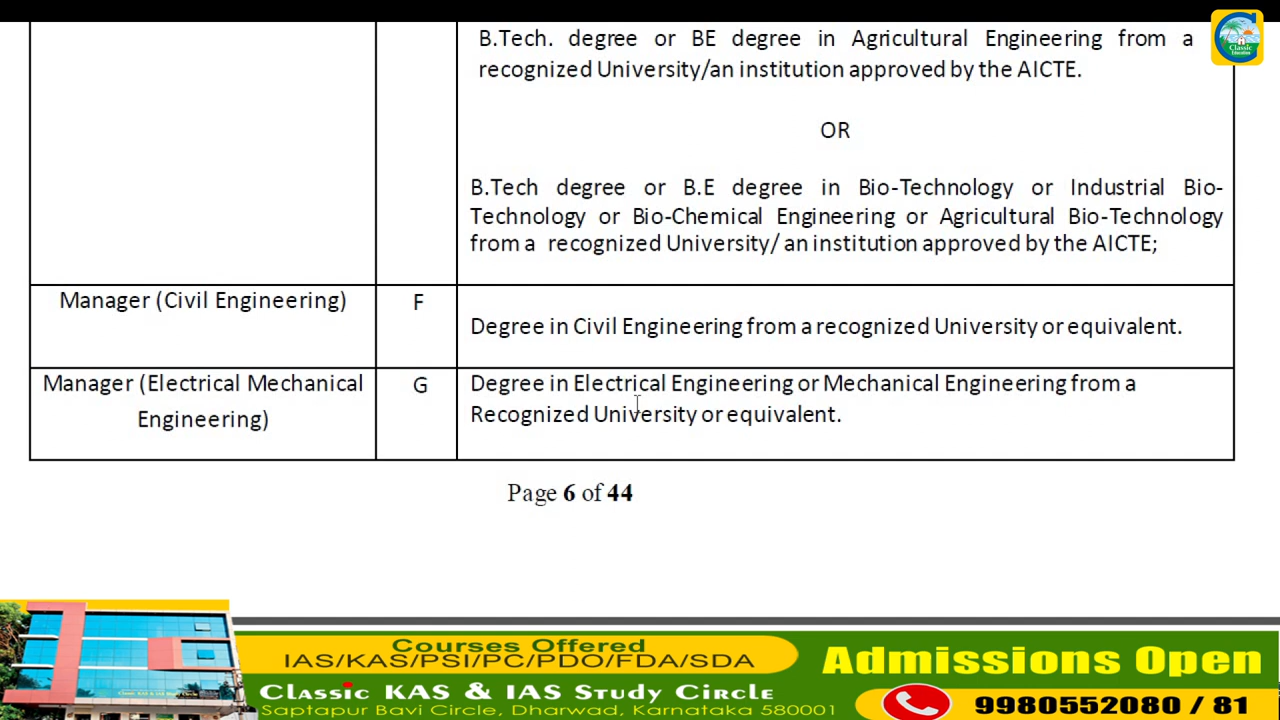 B.Tech. degree or BE degree in Agricultural Engineering from a
recognized University/an institution approved by the AICTE.
OR
B.Tech degree or B.E degree in Bio-Technology or Industrial Bio-
Technology or Bio-Chemical Engineering or Agricultural Bio-Technology
from a recognized University/ an institution approved by the AICTE;
Manager (Civil Engineering)
F
Degree in Civil Engineering from a recognized University or equivalent.
Manager (Electrical Mechanical
Engineering)
G
Degree in Electrical Engineering or Mechanical Engineering from a
Recognized University or equivalent.
Page 6 of 44
Classic
Education
Courses Offered
IAS/KAS/PSI/PC/PDO/FDA/SDA
Classic KAS & IAS Study Circle
Saptapur Bavi Circle, Dharwad, Karnataka 580001
Admissions Open
9980552080 / 81